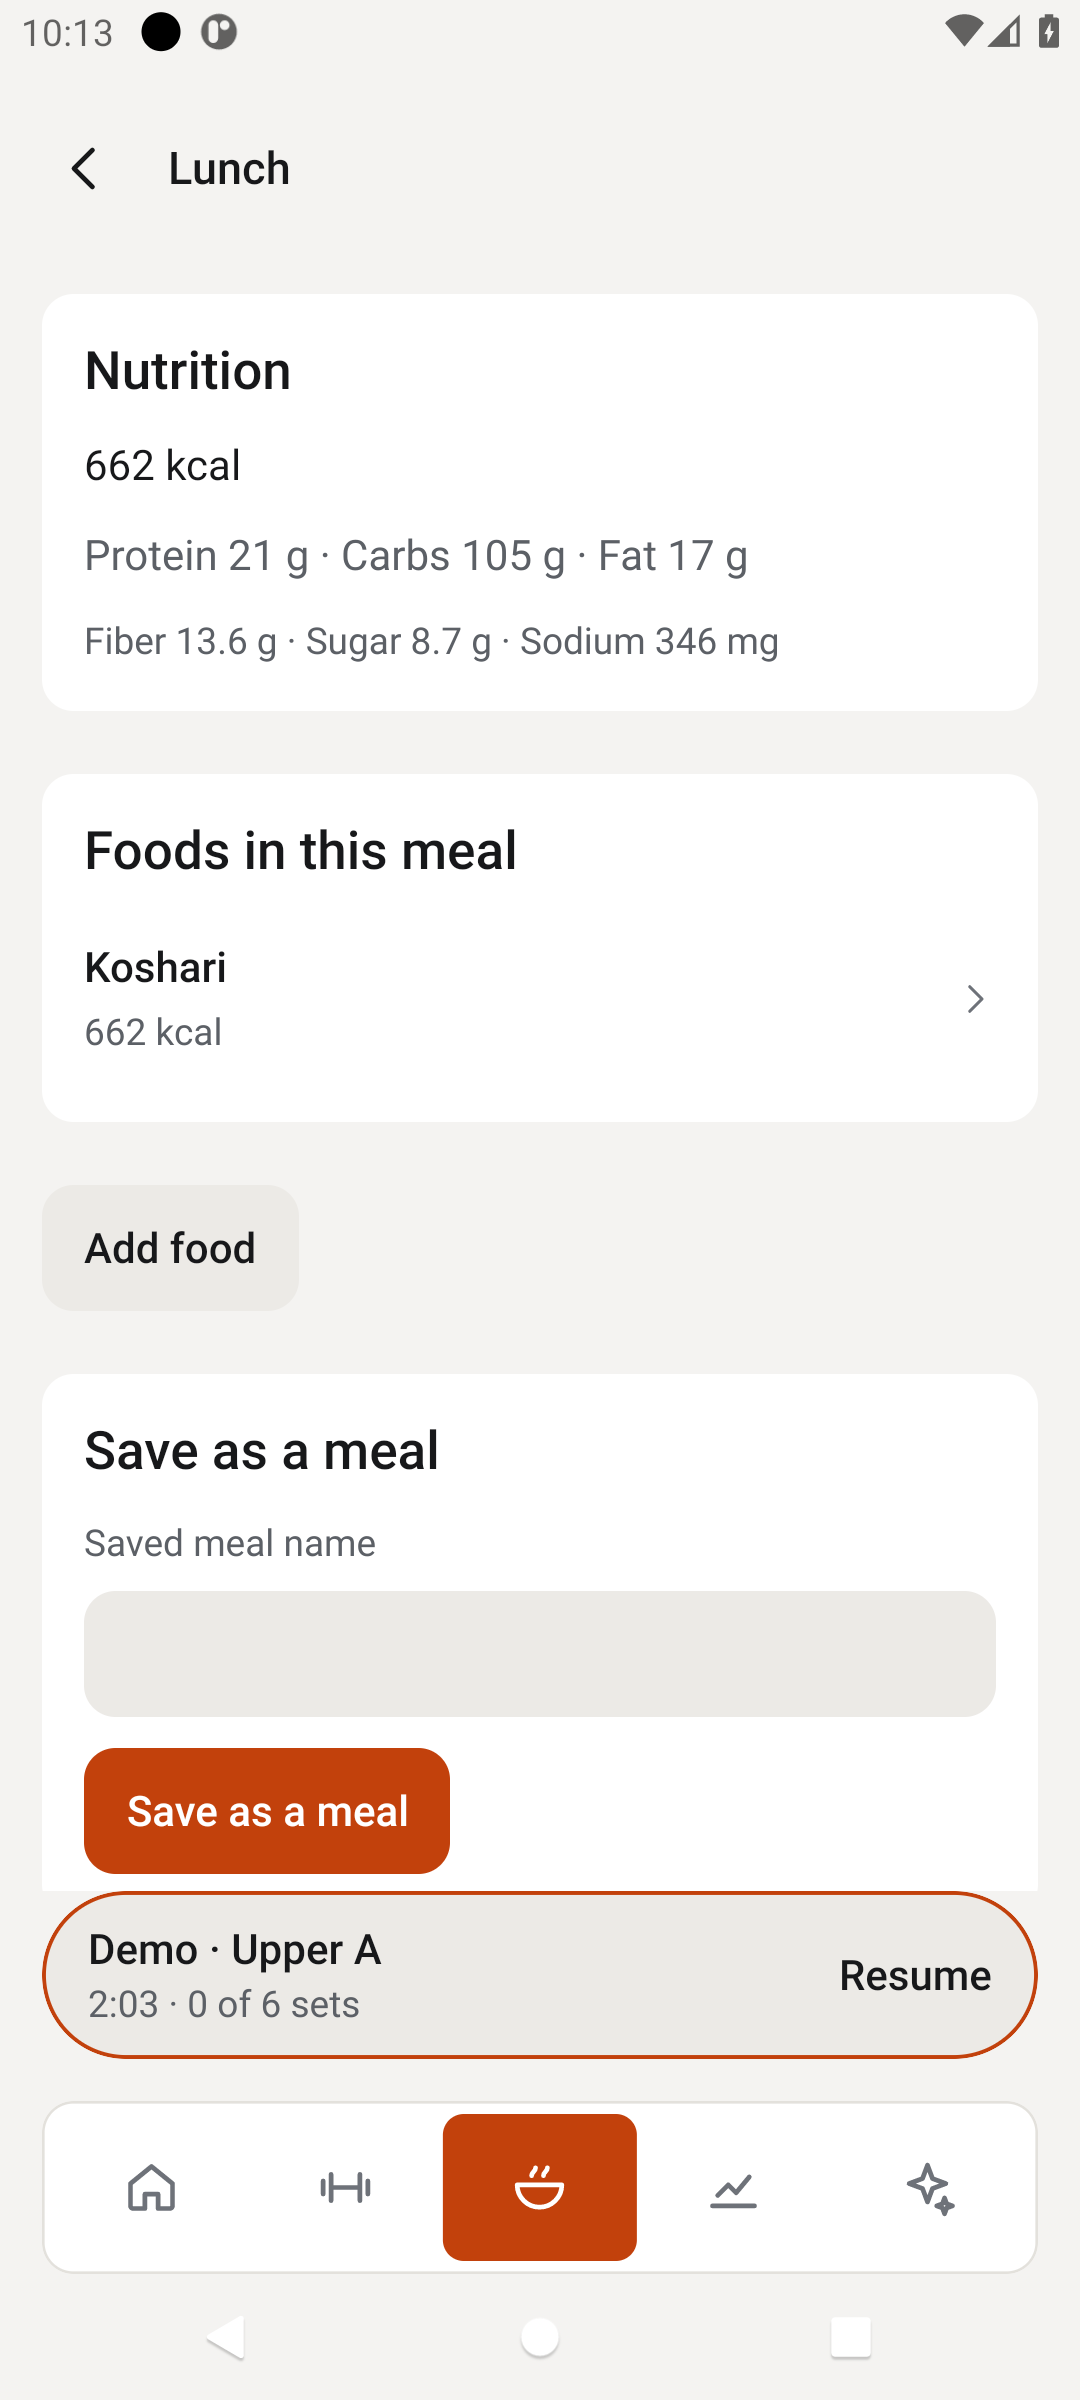 10:13
Lunch
Nutrition
662 kcal
Protein 21 g · Carbs 105 g · Fat 17 g
Fiber 13.6 g · Sugar 8.7 g · Sodium 346 mg
Foods in this meal
Koshari
662 kcal
Add food
Save as a meal
Saved meal name
Save as a meal
Demo · Upper A
2:03 · 0 of 6 sets
Resume